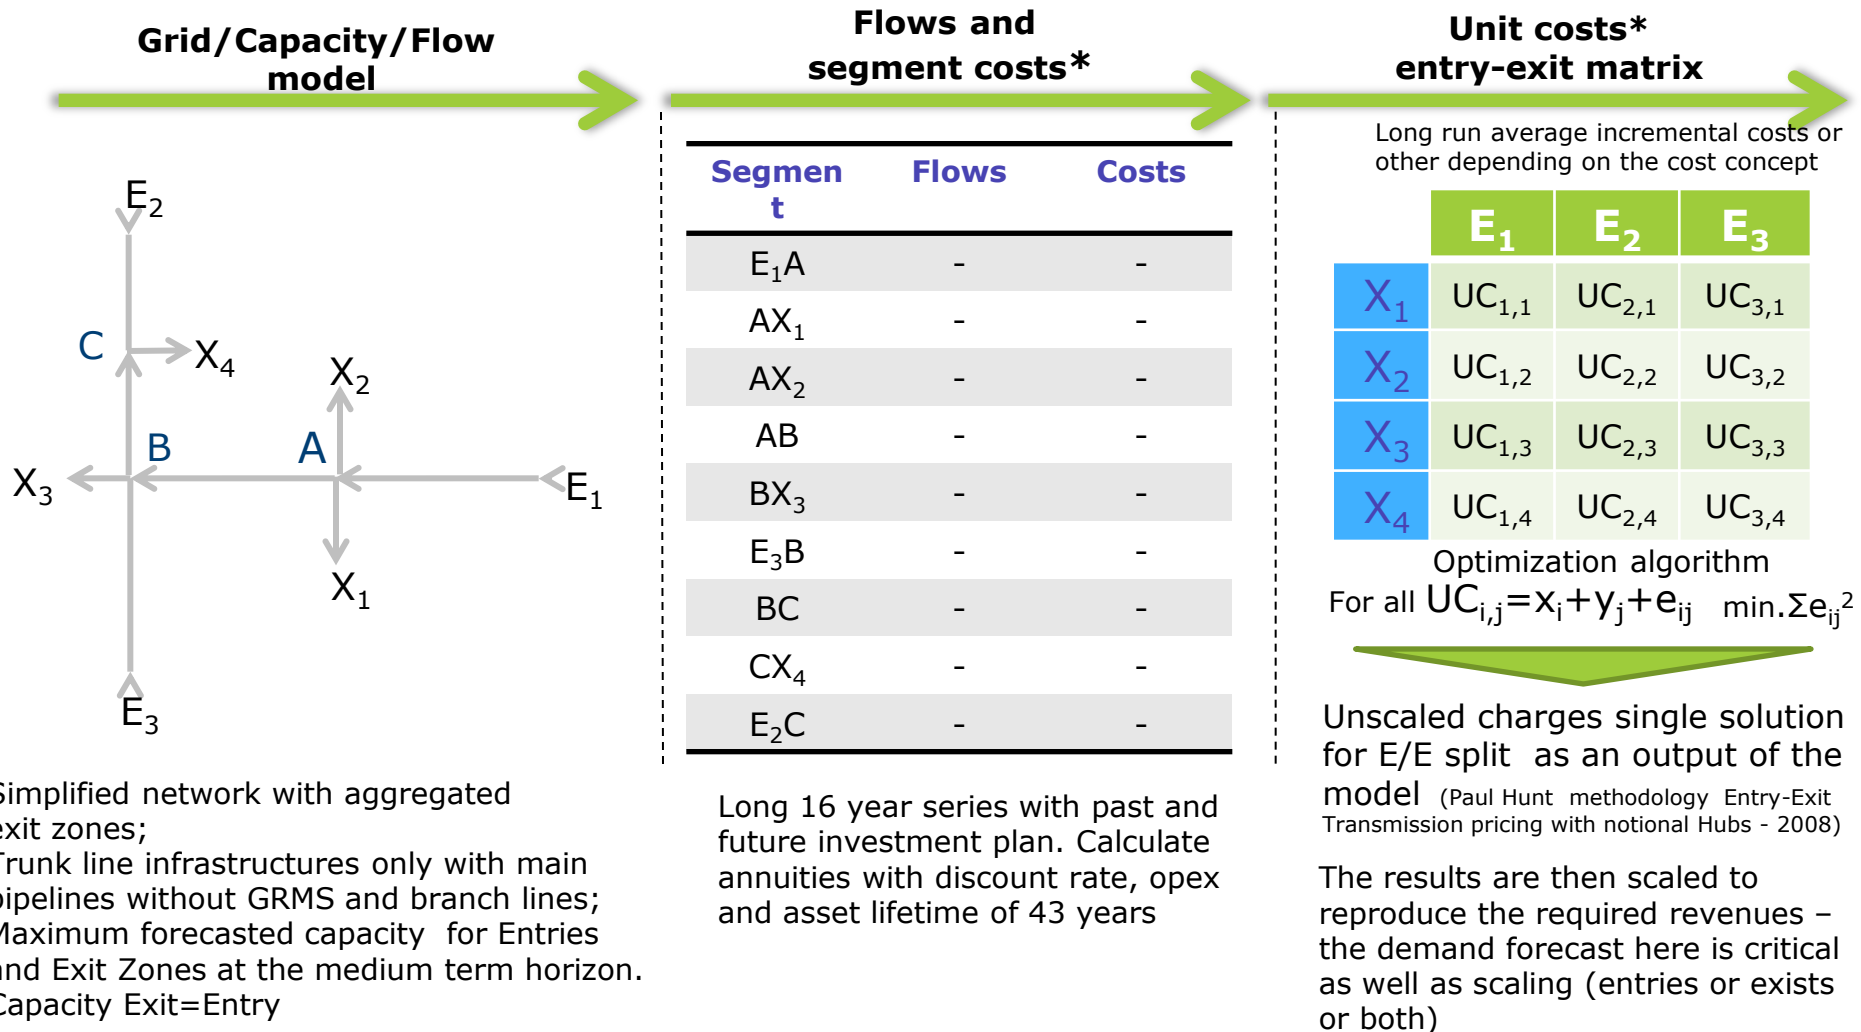 Grid/Capacity/Flow
model
E2
C
X4
X2
B
A
X3
E1
X1
E3
Simplified network with aggregated
exit zones;
Trunk line infrastructures only with main
pipelines without GRMS and branch lines;
Maximum forecasted capacity for Entries
and Exit Zones at the medium term horizon.
Capacity Exit=Entry
Flows and
segment costs*
Segmen Flows Costs
t
E1A - -
AX1 - -
AX2 - -
AB - -
BX3 - -
E3B - -
BC - -
CX4 - -
E2C - -
Long 16 year series with past and
future investment plan. Calculate
annuities with discount rate, opex
and asset lifetime of 43 years
Unit costs*
entry-exit matrix
Long run average incremental costs or
other depending on the cost concept
E1 E2 E3
X1 UC1,1 UC2,1 UC3,1
X2 UC1,2 UC2,2 UC3,2
X3 UC1,3 UC2,3 UC3,3
X4 UC1,4 UC2,4 UC3,4
Optimization algorithm
For all UCi,j=xi+yj+eij min.Σeij²
Unscaled charges single solution
for E/E split as an output of the
model (Paul Hunt methodology Entry-Exit
Transmission pricing with notional Hubs - 2008)
The results are then scaled to
reproduce the required revenues –
the demand forecast here is critical
as well as scaling (entries or exists
or both)